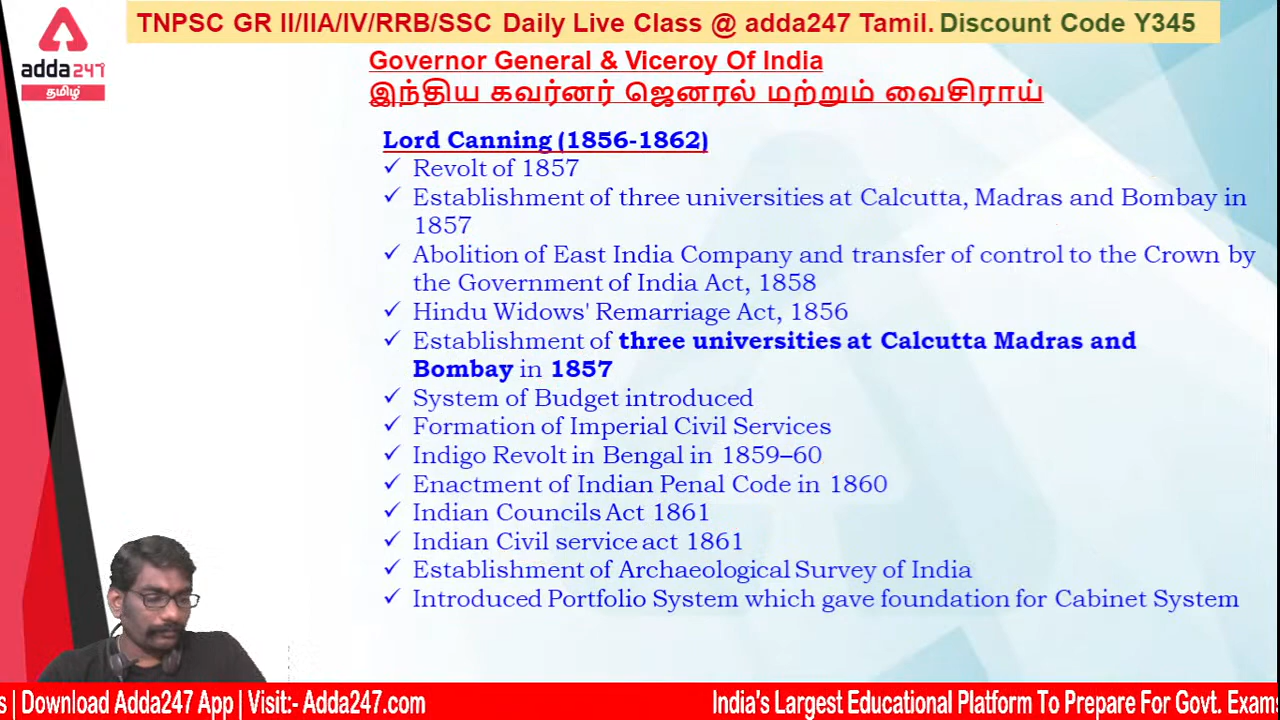 TNPSC GR II/IIA/IV/RRB/SSC Daily Live Class @ adda247 Tamil. Discount Code Y345
adda247
தமிழ்
Governor General & Viceroy Of India
இந்திய கவர்னர் ஜெனரல் மற்றும் வைசிராய்
Lord Canning (1856-1862)
✓ Revolt of 1857
✓ Establishment of three universities at Calcutta, Madras and Bombay in
1857
✓ Abolition of East India Company and transfer of control to the Crown by
the Government of India Act, 1858
✓ Hindu Widows' Remarriage Act, 1856
✓ Establishment of three universities at Calcutta Madras and
Bombay in 1857
✓ System of Budget introduced
✓ Formation of Imperial Civil Services
✓ Indigo Revolt in Bengal in 1859–60
✓ Enactment of Indian Penal Code in 1860
✓ Indian Councils Act 1861
✓ Indian Civil service act 1861
✓ Establishment of Archaeological Survey of India
✓ Introduced Portfolio System which gave foundation for Cabinet System
s | Download Adda247 App | Visit:- Adda247.com India's Largest Educational Platform To Prepare For Govt. Exams